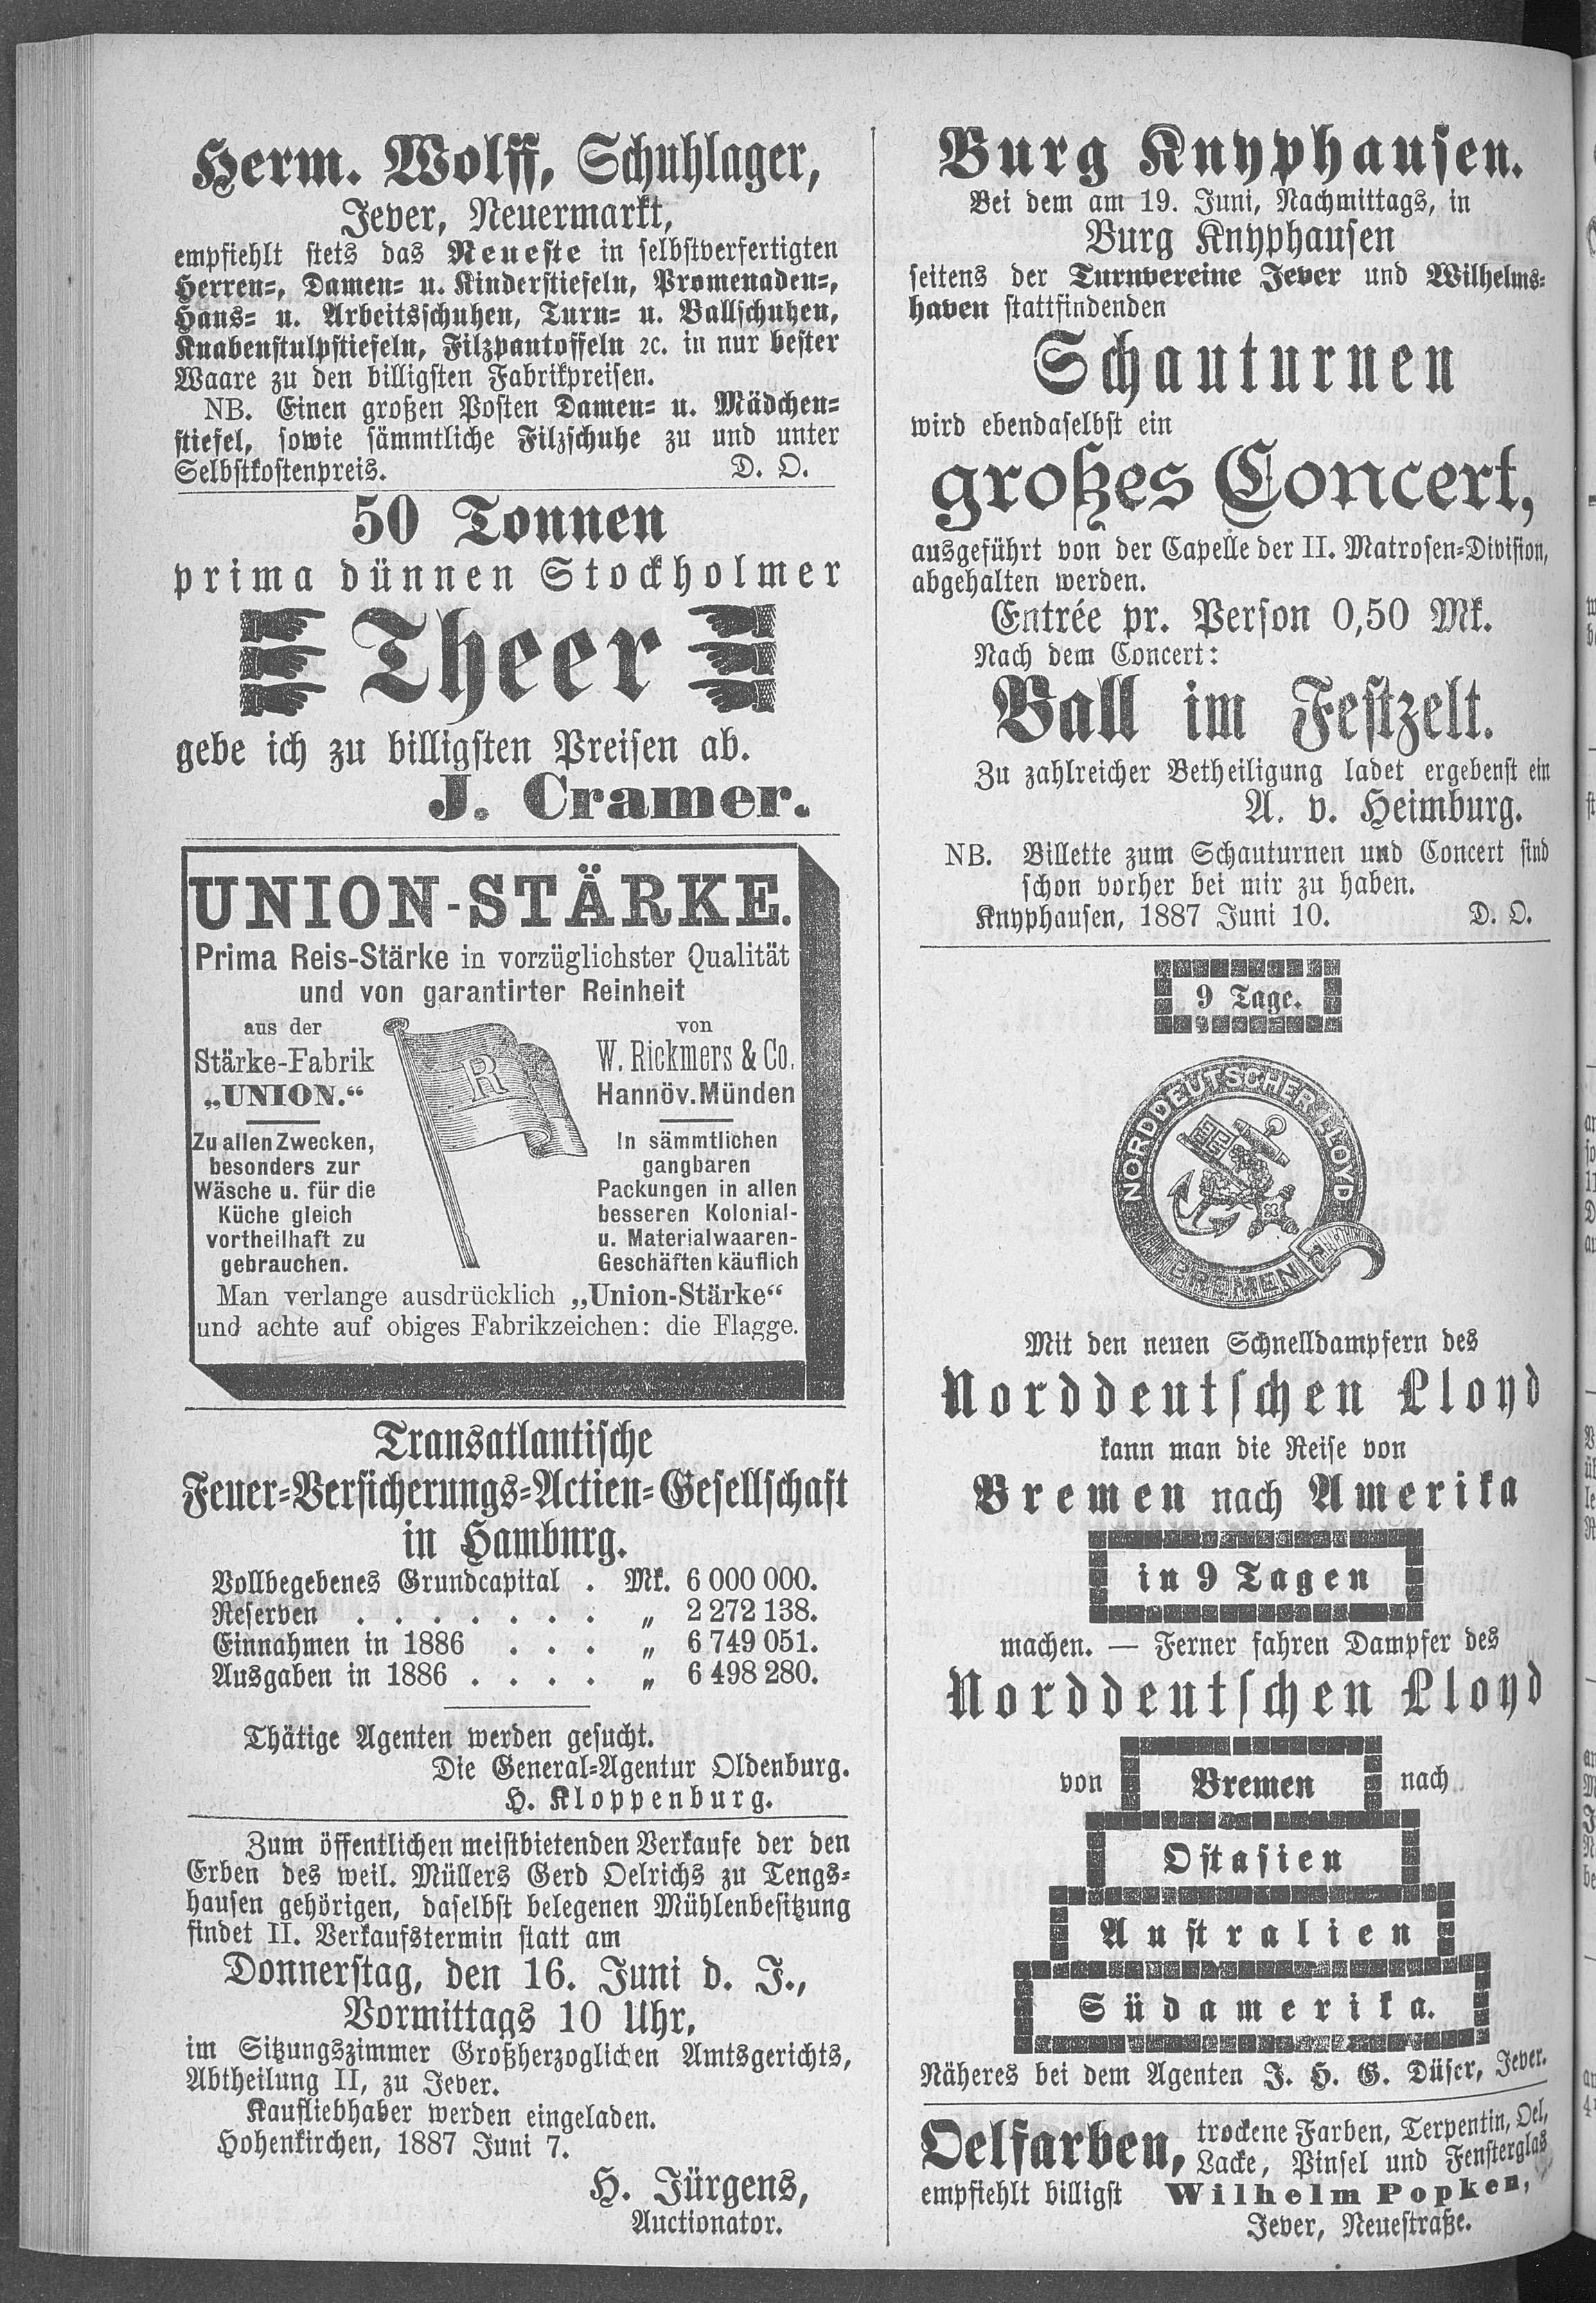 Herm. Wolff, Schuhlager,
Jever, Neuermarkt,
empfiehlt stets das Neueste in selbstverfertigten
Herren-, Damen- u. Kinderstiefeln, Promenaden-,
Haus- u. Arbeitsschuhen, Turn- u. Ballschuhen,
Knabenstulpstiefeln, Filzpantoffeln ꝛc. in nur bester
Waare zu den billigsten Fabrikpreisen.
NB. Einen großen Posten Damen- u. Mädchen-
stiefel, sowie sämmtliche Filzschuhe zu und unter
Selbstkostenpreis. D. O.
50 Tonnen
prima dünnen Stockholmer
Theer
gebe ich zu billigsten Preisen ab.
J. Cramer.
UNION-STÄRKE.
Prima Reis-Stärke in vorzüglichster Qualität
und von garantirter Reinheit
aus der
Stärke-Fabrik
„UNION.“
Zu allen Zwecken,
besonders zur
Wäsche u. für die
Küche gleich
vortheilhaft zu
gebrauchen.
R
von
W. Rickmers & Co.
Hannöv. Münden
In sämmtlichen
gangbaren
Packungen in allen
besseren Kolonial-
u. Materialwaaren-
Geschäften käuflich
Man verlange ausdrücklich „Union-Stärke“
und achte auf obiges Fabrikzeichen: die Flagge.
Transatlantische
Feuer-Versicherungs-Actien-Gesellschaft
in Hamburg.
Vollbegebenes Grundcapital . Mk. 6 000 000.
Reserven . . . . . . . „ 2 272 138.
Einnahmen in 1886 . . . „ 6 749 051.
Ausgaben in 1886 . . . . „ 6 498 280.
Thätige Agenten werden gesucht.
Die General-Agentur Oldenburg.
H. Kloppenburg.
Zum öffentlichen meistbietenden Verkaufe der den
Erben des weil. Müllers Gerd Oelrichs zu Tengs-
hausen gehörigen, daselbst belegenen Mühlenbesitzung
findet II. Verkaufstermin statt am
Donnerstag, den 16. Juni d. J.,
Vormittags 10 Uhr,
im Sitzungszimmer Großherzoglichen Amtsgerichts,
Abtheilung II, zu Jever.
Kaufliebhaber werden eingeladen.
Hohenkirchen, 1887 Juni 7.
H. Jürgens,
Auctionator.
Burg Knyphausen.
Bei dem am 19. Juni, Nachmittags, in
Burg Knyphausen
seitens der Turnvereine Jever und Wilhelms-
haven stattfindenden
Schauturnen
wird ebendaselbst ein
großes Concert,
ausgeführt von der Capelle der II. Matrosen-Division,
abgehalten werden.
Entrée pr. Person 0,50 Mk.
Nach dem Concert:
Ball im Festzelt.
Zu zahlreicher Betheiligung ladet ergebenst ein
A. v. Heimburg.
NB. Billette zum Schauturnen und Concert sind
schon vorher bei mir zu haben.
Knyphausen, 1887 Juni 10. D. O.
9 Tage.
NORDDEUTSCHER LLOYD
BREMEN
Mit den neuen Schnelldampfern des
Norddeutschen Lloyd
kann man die Reise von
Bremen nach Amerika
in 9 Tagen
machen. — Ferner fahren Dampfer des
Norddeutschen Lloyd
von Bremen nach
Ostasien
Australien
Südamerika.
Näheres bei dem Agenten J. H. G. Düser, Jever.
Oelfarben, trockene Farben, Terpentin, Oel,
Lacke, Pinsel und Fensterglas
empfiehlt billigst Wilhelm Popken,
Jever, Neuestraße.